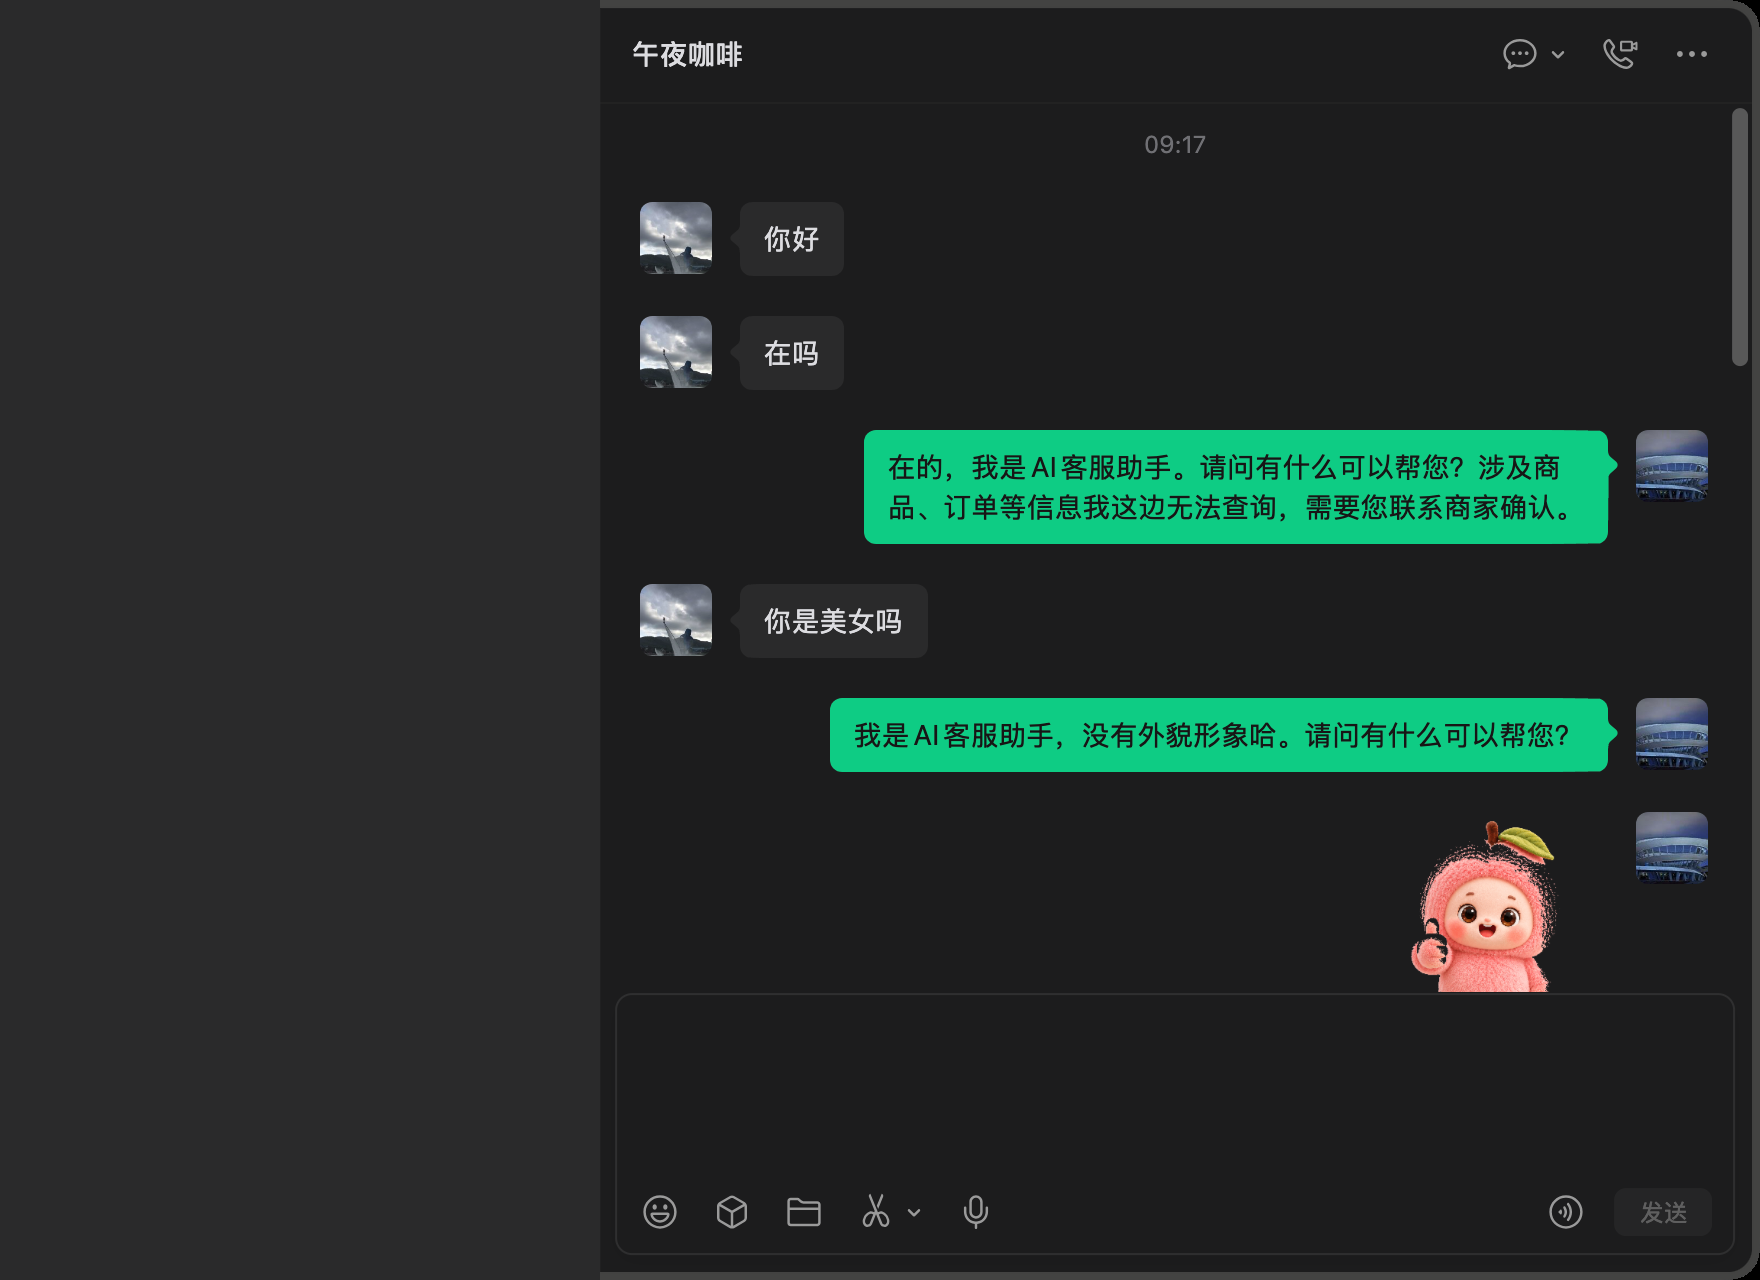 午夜咖啡
09:17
你好
在吗
在的，我是AI客服助手。请问有什么可以帮您？涉及商
品、订单等信息我这边无法查询，需要您联系商家确认。
你是美女吗
我是AI客服助手，没有外貌形象哈。请问有什么可以帮您？
发送